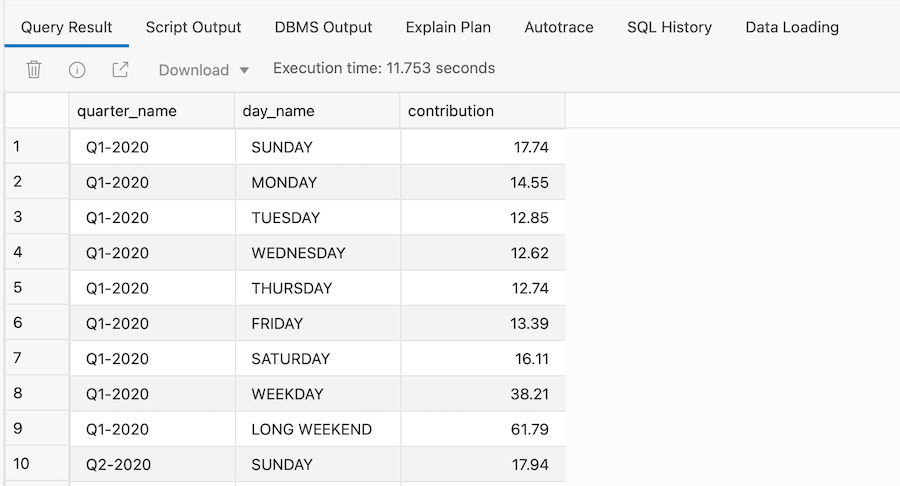 Query Result Script Output DBMS Output Explain Plan Autotrace SQL History Data Loading
Download Execution time: 11.753 seconds
quarter_name day_name contribution
1 Q1-2020 SUNDAY 17.74
2 Q1-2020 MONDAY 14.55
3 Q1-2020 TUESDAY 12.85
4 Q1-2020 WEDNESDAY 12.62
5 Q1-2020 THURSDAY 12.74
6 Q1-2020 FRIDAY 13.39
7 Q1-2020 SATURDAY 16.11
8 Q1-2020 WEEKDAY 38.21
9 Q1-2020 LONG WEEKEND 61.79
10 Q2-2020 SUNDAY 17.94